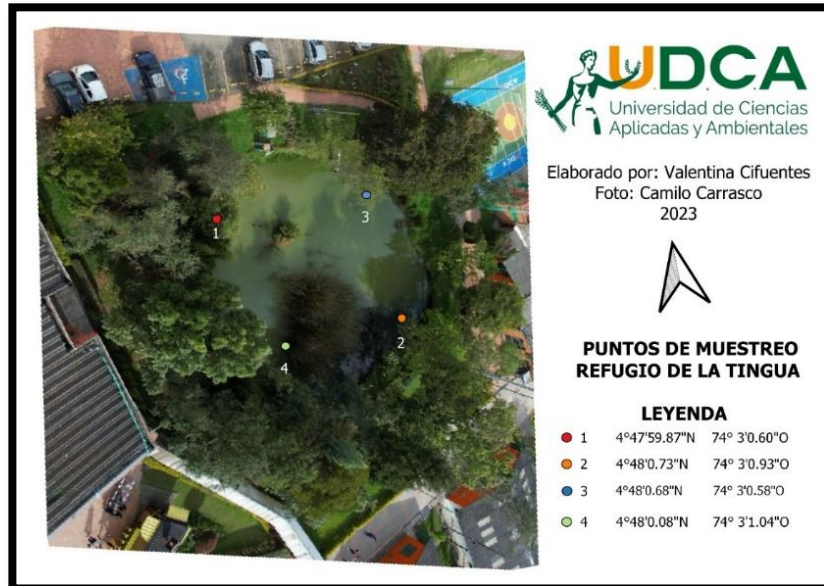 U.D.C.A
Universidad de Ciencias
Aplicadas y Ambientales
Elaborado por: Valentina Cifuentes
Foto: Camilo Carrasco
2023
PUNTOS DE MUESTREO
REFUGIO DE LA TINGUA
LEYENDA
1 4°47'59.87"N 74° 3'0.60"O
2 4°48'0.73"N 74° 3'0.93"O
3 4°48'0.68"N 74° 3'0.58"O
4 4°48'0.08"N 74° 3'1.04"O
1
3
2
4